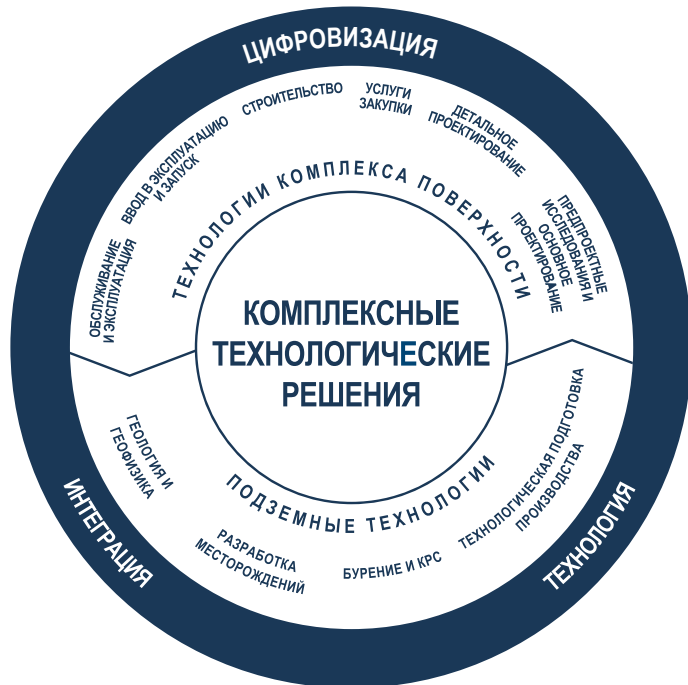 ЦИФРОВИЗАЦИЯ
ОБСЛУЖИВАНИЕ
И ЭКСПЛУАТАЦИЯ
ВВОД В ЭКСПЛУАТАЦИЮ
И ЗАПУСК
СТРОИТЕЛЬСТВО
УСЛУГИ
ЗАКУПКИ
ДЕТАЛЬНОЕ
ПРОЕКТИРОВАНИЕ
ПРЕДПРОЕКТНЫЕ
ИССЛЕДОВАНИЯ И
ОСНОВНОЕ
ПРОЕКТИРОВАНИЕ
ТЕХНОЛОГИИ КОМПЛЕКСА ПОВЕРХНОСТИ
КОМПЛЕКСНЫЕ
ТЕХНОЛОГИЧЕСКИЕ
РЕШЕНИЯ
ПОДЗЕМНЫЕ ТЕХНОЛОГИИ
ГЕОЛОГИЯ И
ГЕОФИЗИКА
РАЗРАБОТКА
МЕСТОРОЖДЕНИЙ
БУРЕНИЕ И КРС
ТЕХНОЛОГИЧЕСКАЯ ПОДГОТОВКА
ПРОИЗВОДСТВА
ИНТЕГРАЦИЯ
ТЕХНОЛОГИЯ